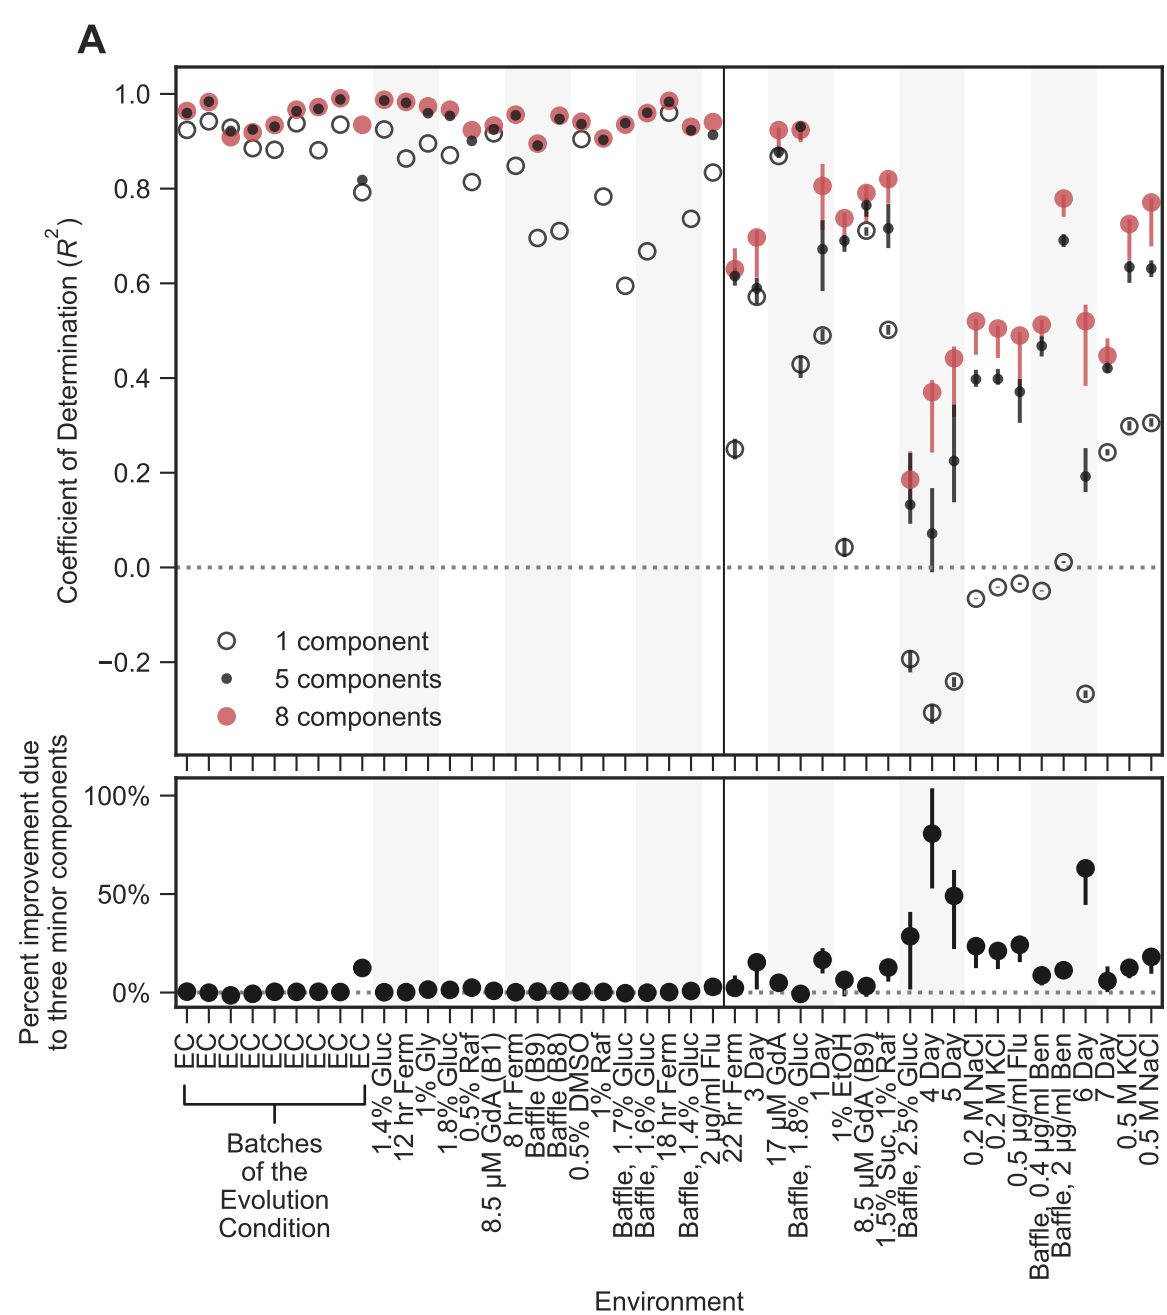 A
Coefficient of Determination (R²)
1.0
0.8
0.6
0.4
0.2
0.0
−0.2
1 component
5 components
8 components
Percent improvement due
to three minor components
100%
50%
0%
EC
EC
EC
EC
EC
EC
EC
EC
EC
1.4% Gluc
12 hr Ferm
1% Gly
1.8% Gluc
0.5% Raf
8.5 μM GdA (B1)
8 hr Ferm
Baffle (B9)
Baffle (B8)
0.5% DMSO
1% Raf
Baffle, 1.7% Gluc
Baffle, 1.6% Gluc
18 hr Ferm
Baffle, 1.4% Gluc
2 μg/ml Flu
22 hr Ferm
3 Day
17 μM GdA
Baffle, 1.8% Gluc
1 Day
1% EtOH
8.5 μM GdA (B9)
1.5% Suc, 1% Raf
Baffle, 2.5% Gluc
4 Day
5 Day
0.2 M NaCl
0.2 M KCl
0.5 μg/ml Flu
Baffle, 0.4 μg/ml Ben
Baffle, 2 μg/ml Ben
6 Day
7 Day
0.5 M KCl
0.5 M NaCl
Batches
of the
Evolution
Condition
Environment